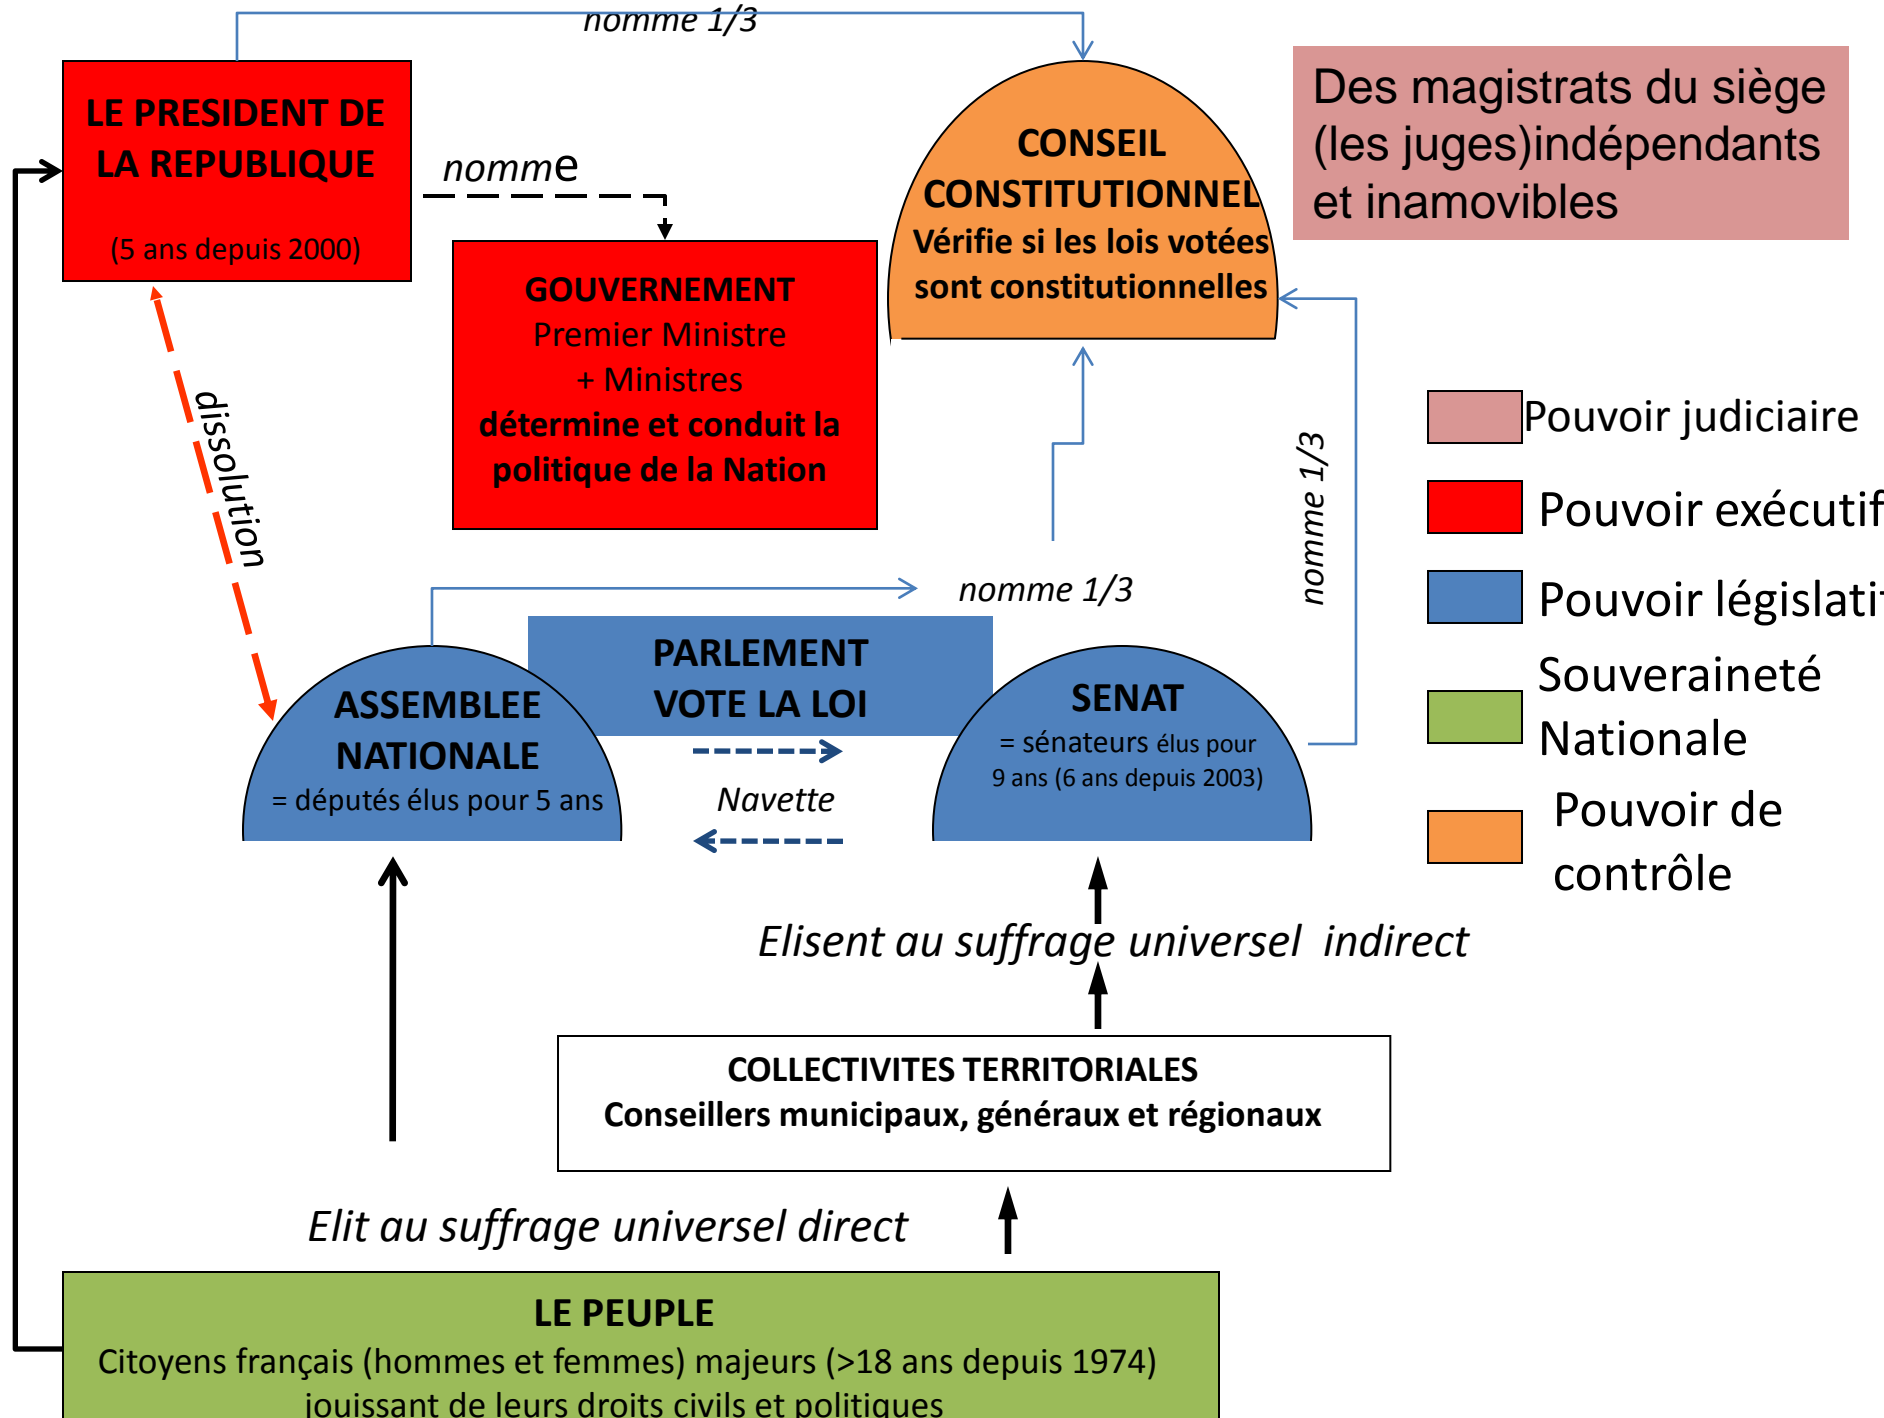 nomme 1/3
LE PRESIDENT DE
LA REPUBLIQUE
(5 ans depuis 2000)
nomme
GOUVERNEMENT
Premier Ministre
+ Ministres
détermine et conduit la
politique de la Nation
CONSEIL
CONSTITUTIONNEL
Vérifie si les lois votées
sont constitutionnelles
Des magistrats du siège
(les juges)indépendants
et inamovibles
dissolution
nomme 1/3
nomme 1/3
Pouvoir judiciaire
Pouvoir exécutif
Pouvoir législatif
Souveraineté
Nationale
Pouvoir de
contrôle
PARLEMENT
VOTE LA LOI
ASSEMBLEE
NATIONALE
= députés élus pour 5 ans
Navette
SENAT
= sénateurs élus pour
9 ans (6 ans depuis 2003)
Elisent au suffrage universel indirect
COLLECTIVITES TERRITORIALES
Conseillers municipaux, généraux et régionaux
Elit au suffrage universel direct
LE PEUPLE
Citoyens français (hommes et femmes) majeurs (>18 ans depuis 1974)
jouissant de leurs droits civils et politiques